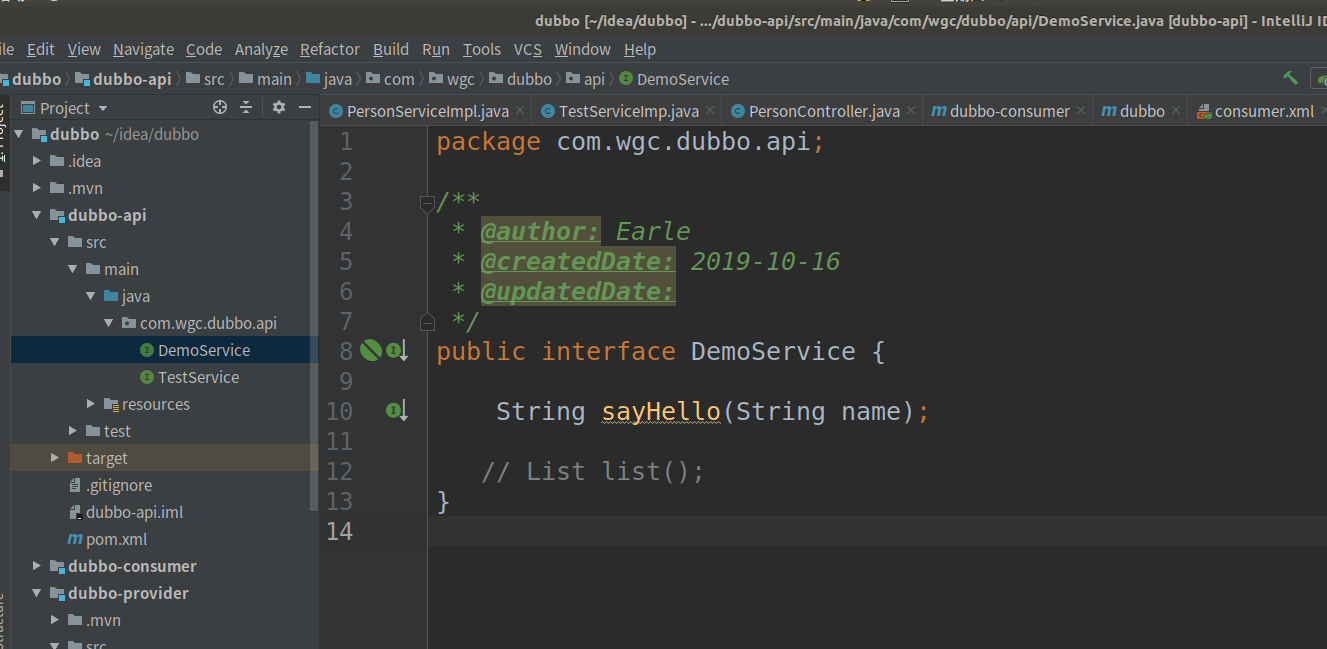 dubbo [~/idea/dubbo] - .../dubbo-api/src/main/java/com/wgc/dubbo/api/DemoService.java [dubbo-api] - IntelliJ ID
Edit View Navigate Code Analyze Refactor Build Run Tools VCS Window Help
dubbo dubbo-api src main java com wgc dubbo api DemoService
Project
PersonServiceImpl.java TestServiceImp.java PersonController.java dubbo-consumer dubbo consumer.xml
dubbo ~/idea/dubbo
.idea
.mvn
dubbo-api
src
main
java
com.wgc.dubbo.api
DemoService
TestService
resources
test
target
.gitignore
dubbo-api.iml
pom.xml
dubbo-consumer
dubbo-provider
.mvn
src
1 package com.wgc.dubbo.api;
2
3 /**
4 * @author: Earle
5 * @createdDate: 2019-10-16
6 * @updatedDate:
7 */
8 public interface DemoService {
9
10 String sayHello(String name);
11
12 // List list();
13 }
14